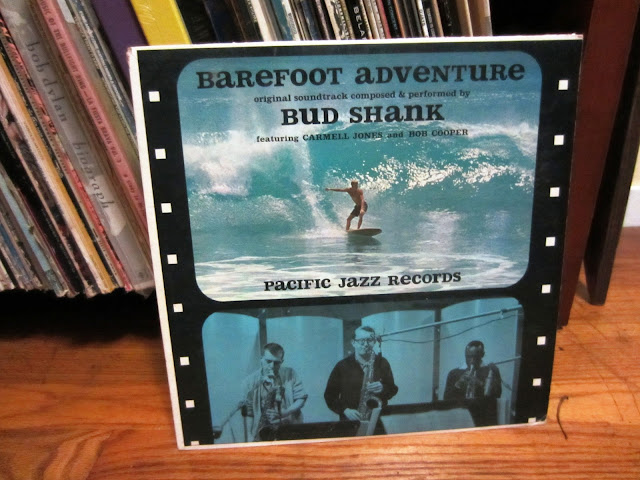 BAREFOOT ADVENTURE
original soundtrack composed & performed by
BUD SHANK
featuring CARMELL JONES and BOB COOPER
PACIFIC JAZZ RECORDS
bob dylan biograph